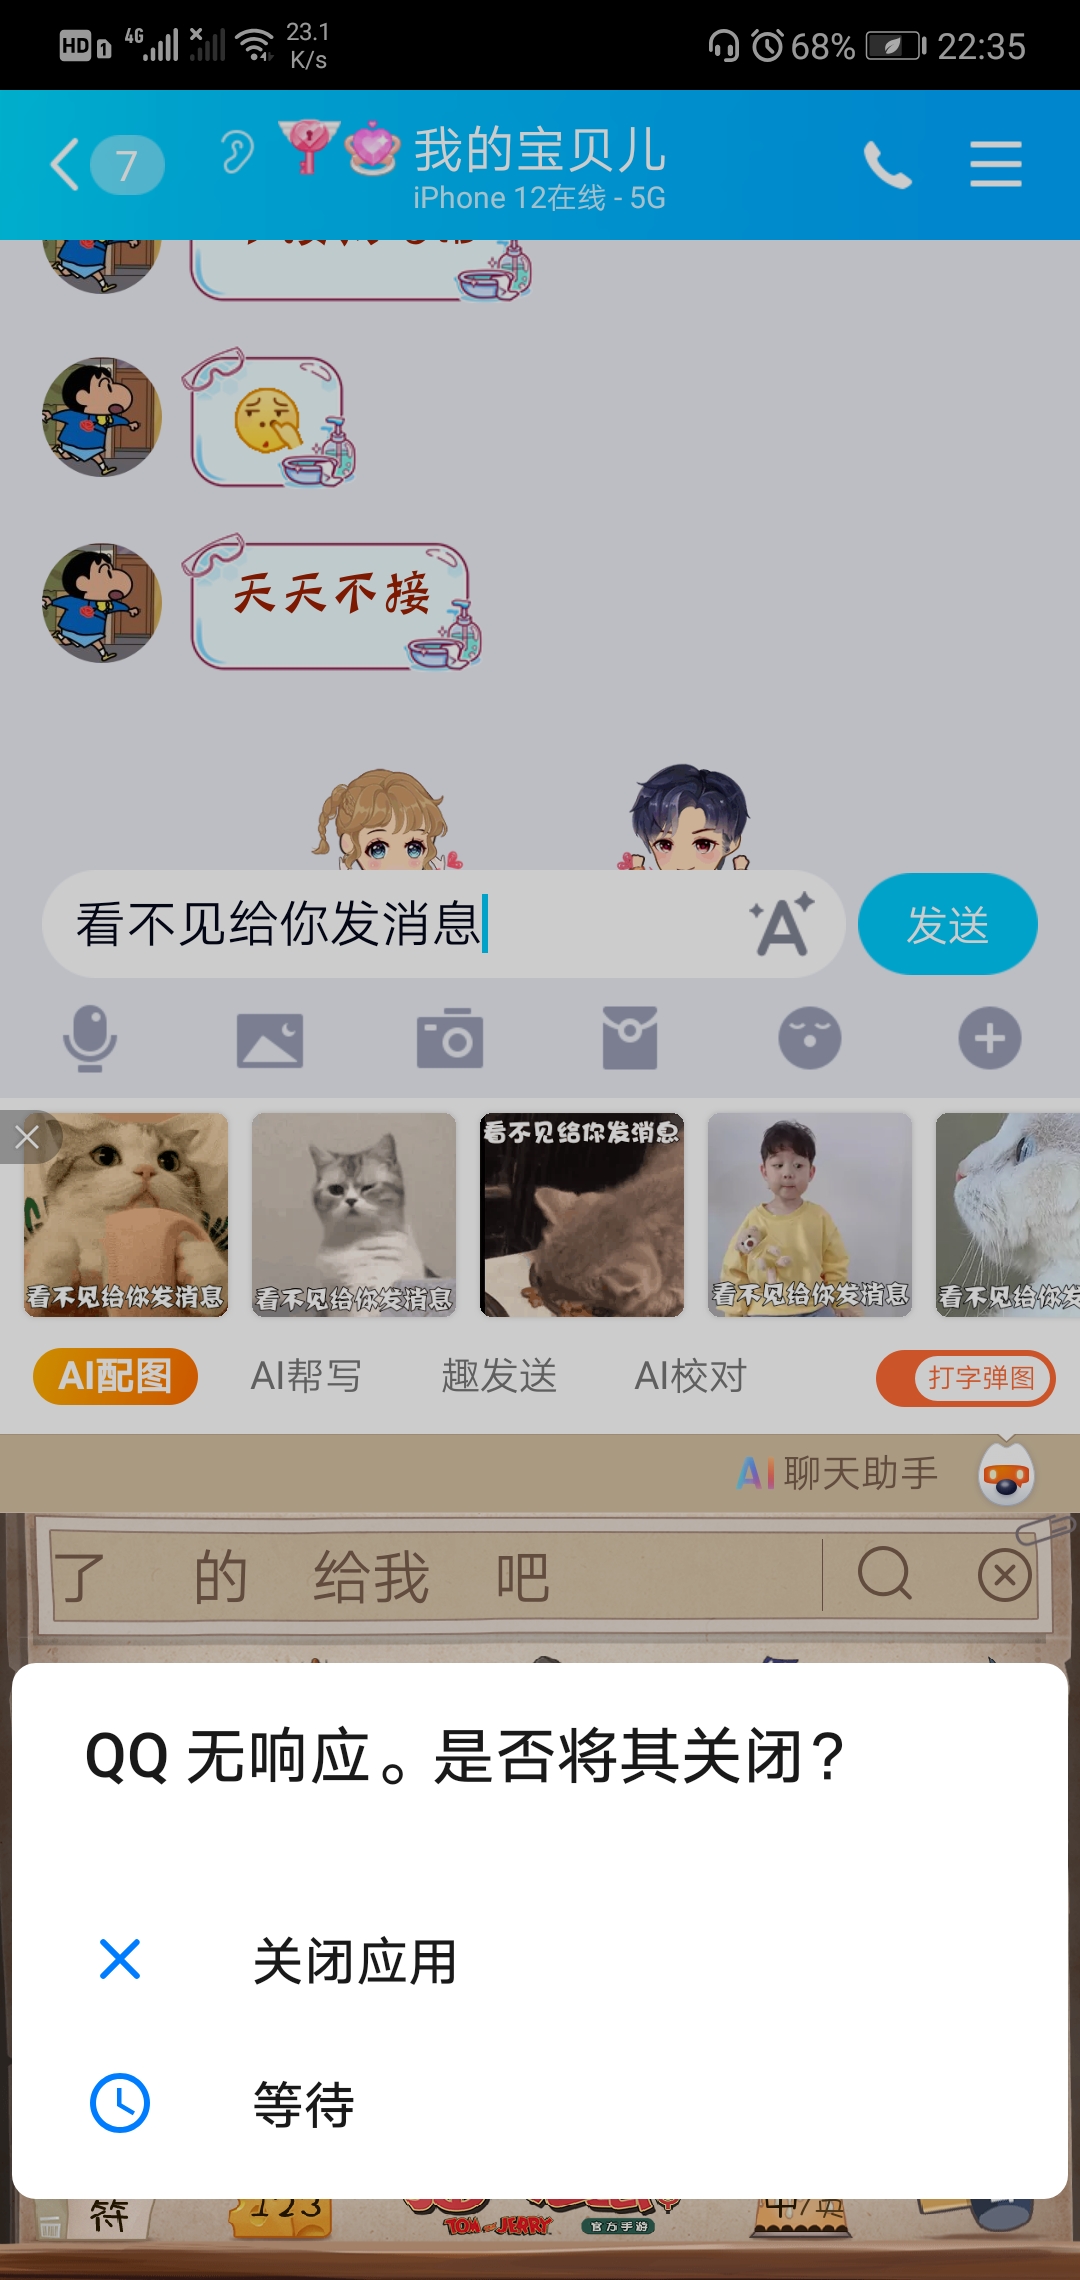 HD 1 4G 23.1 K/s 68% 22:35
7 我的宝贝儿
iPhone 12在线 - 5G
天天不接
看不见给你发消息 A 发送
看不见给你发消息
看不见给你发消息
看不见给你发消息
看不见给你发消息
看不见给你发
AI配图 AI帮写 趣发送 AI校对 打字弹图
AI聊天助手
了 的 给我 吧
QQ 无响应。是否将其关闭?
关闭应用
等待
符 123 中/英
TOM AND JERRY 官方手游